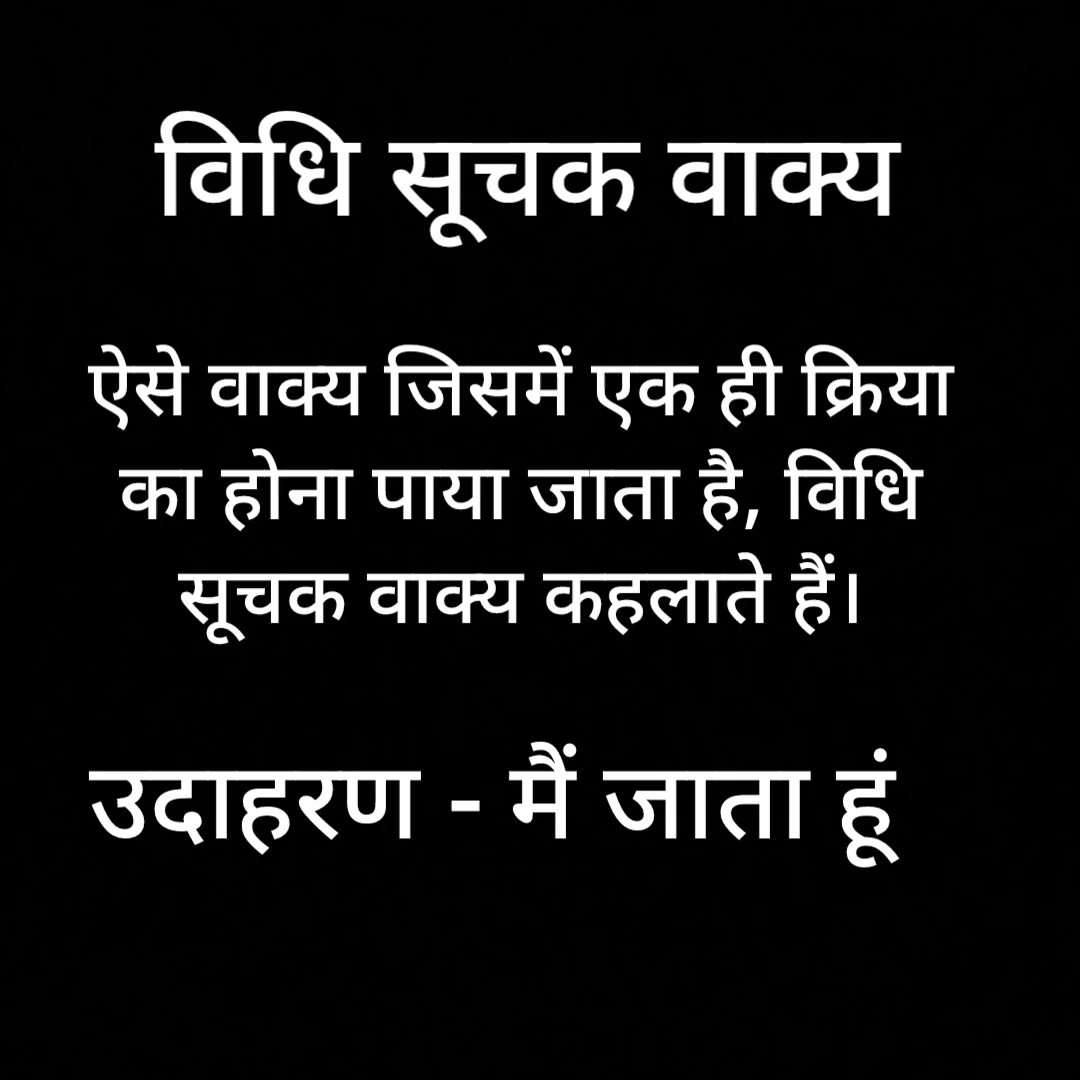 विधि सूचक वाक्य
ऐसे वाक्य जिसमें एक ही क्रिया
का होना पाया जाता है, विधि
सूचक वाक्य कहलाते हैं।
उदाहरण - मैं जाता हूं